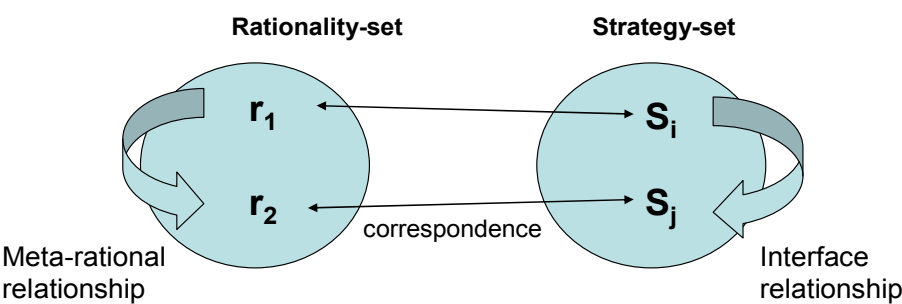 Rationality-set
Strategy-set
r1
Si
r2
Sj
correspondence
Meta-rational
relationship
Interface
relationship